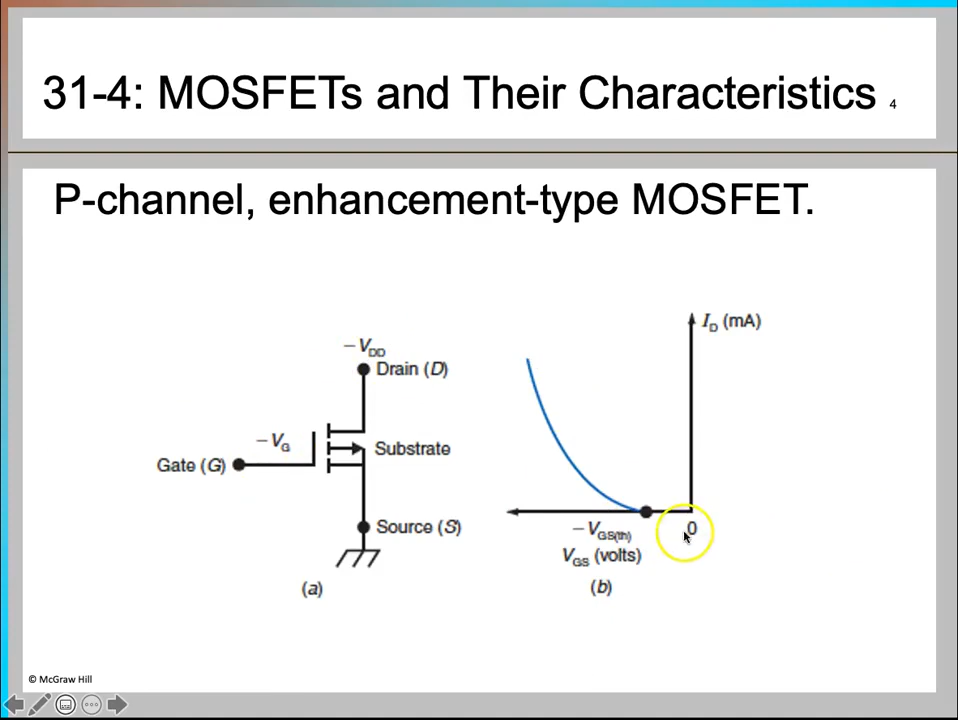 31-4: MOSFETs and Their Characteristics 4
P-channel, enhancement-type MOSFET.
−VDD
Drain (D)
−VG
Gate (G)
Substrate
Source (S)
(a)
ID (mA)
−VGS(th)
0
VGS (volts)
(b)
© McGraw Hill